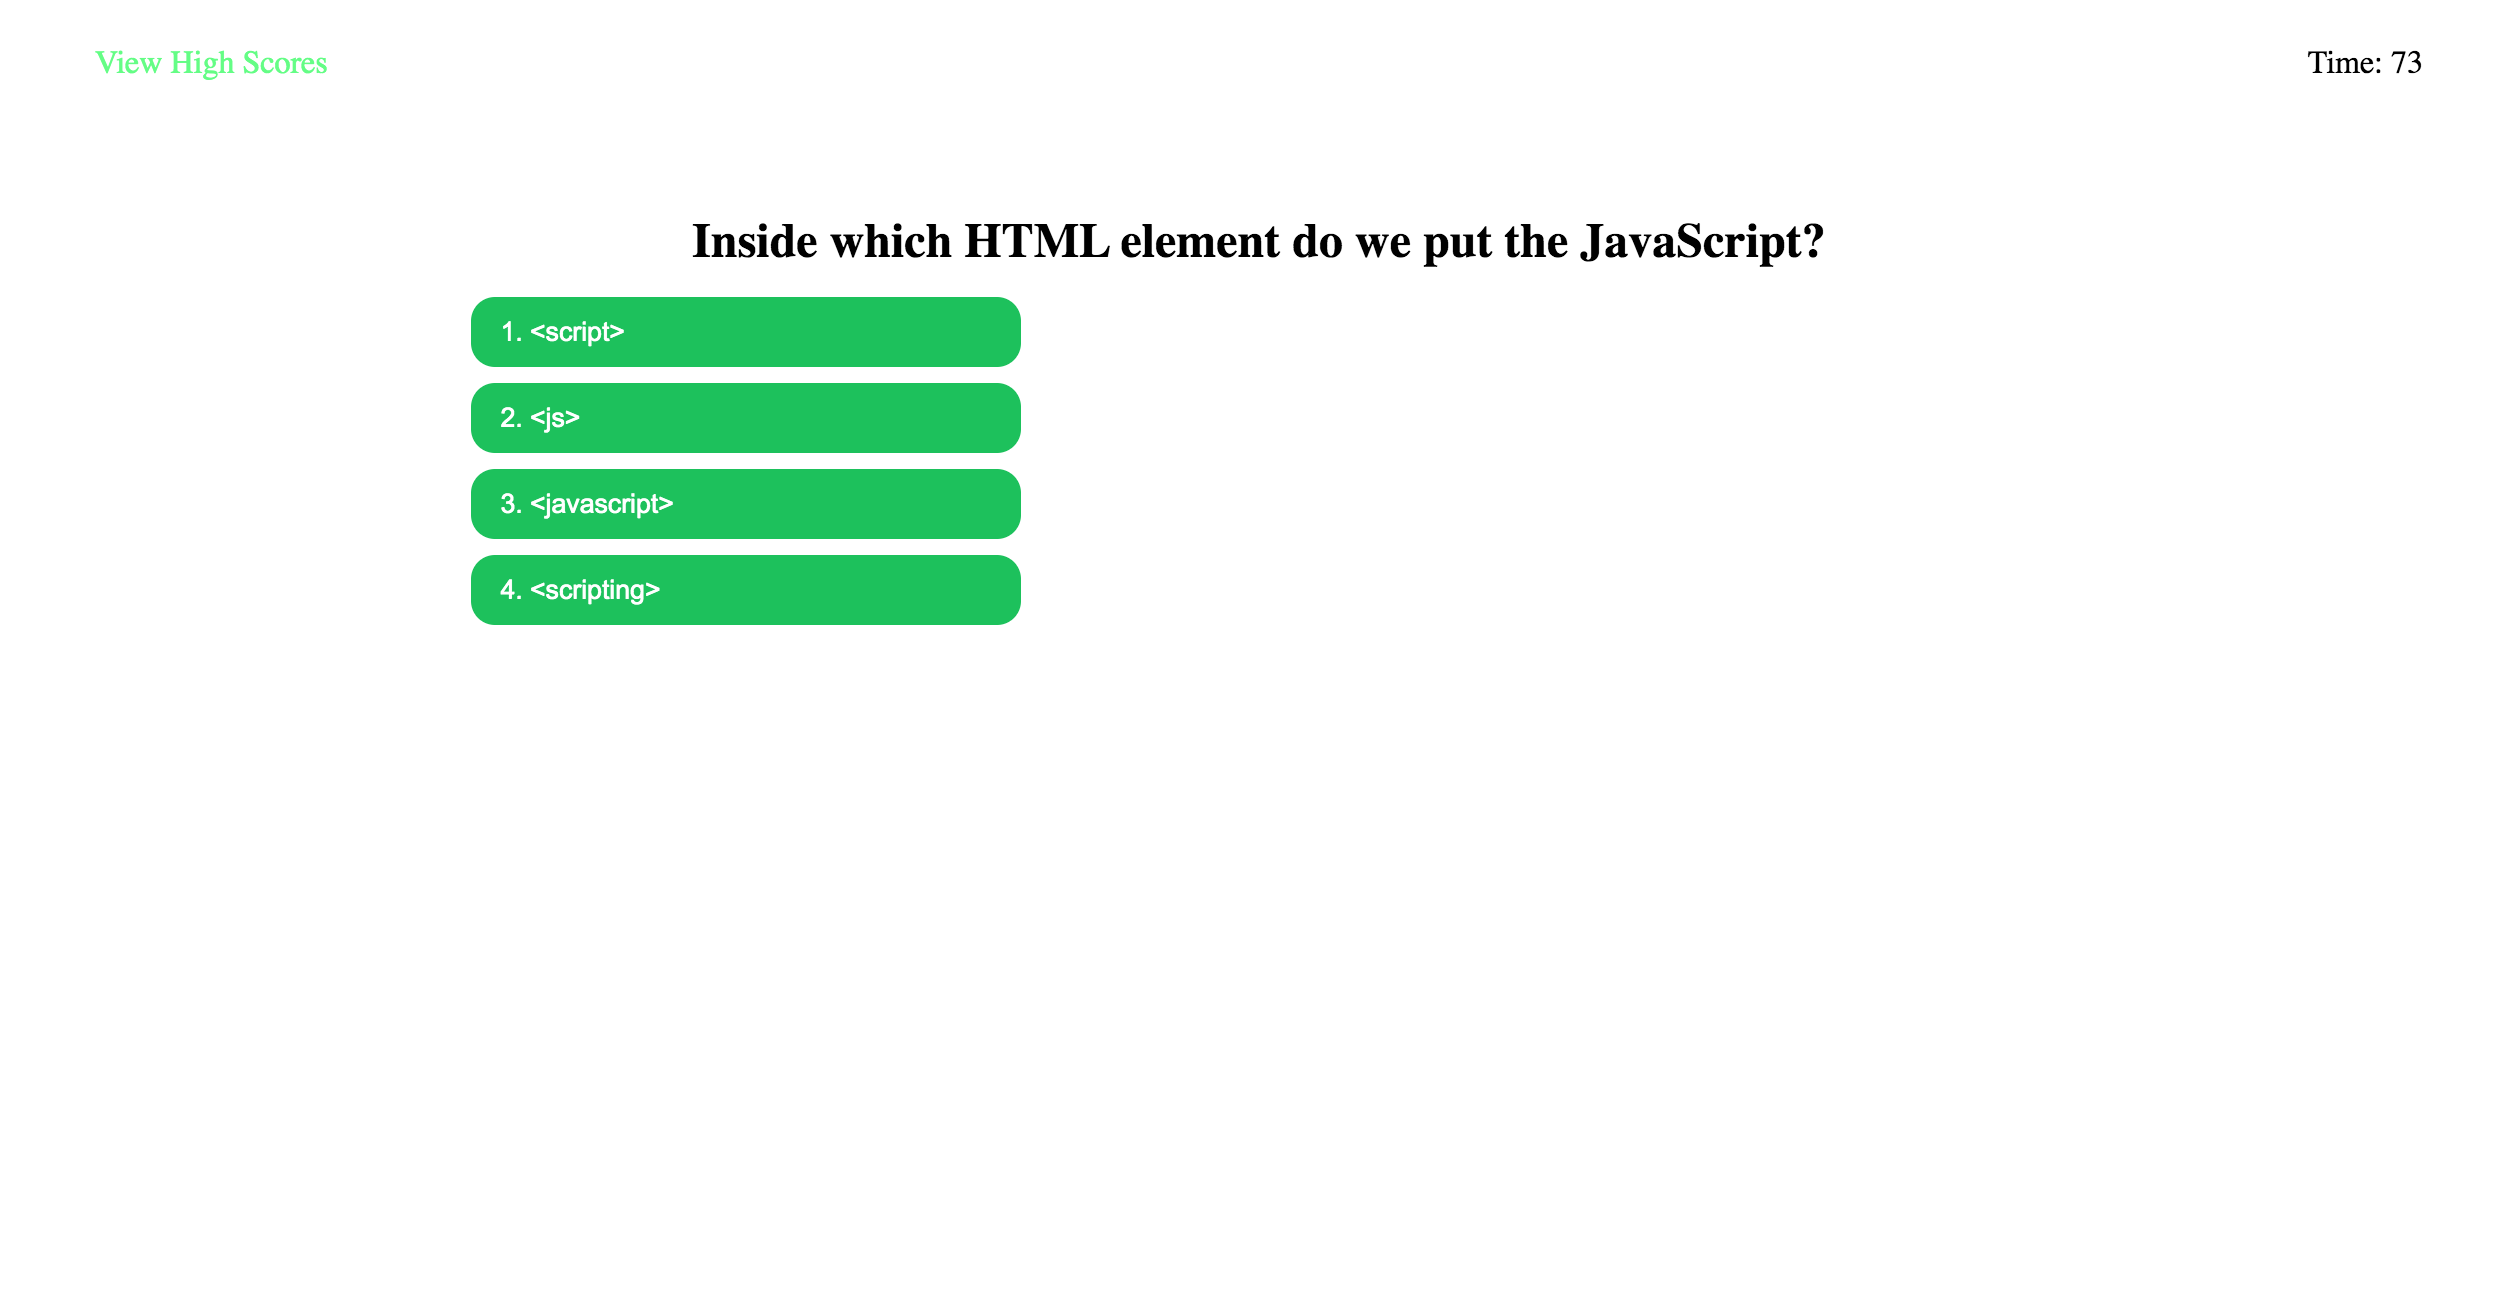 View High Scores
Time: 73
Inside which HTML element do we put the JavaScript?
1. <script>
2. <js>
3. <javascript>
4. <scripting>